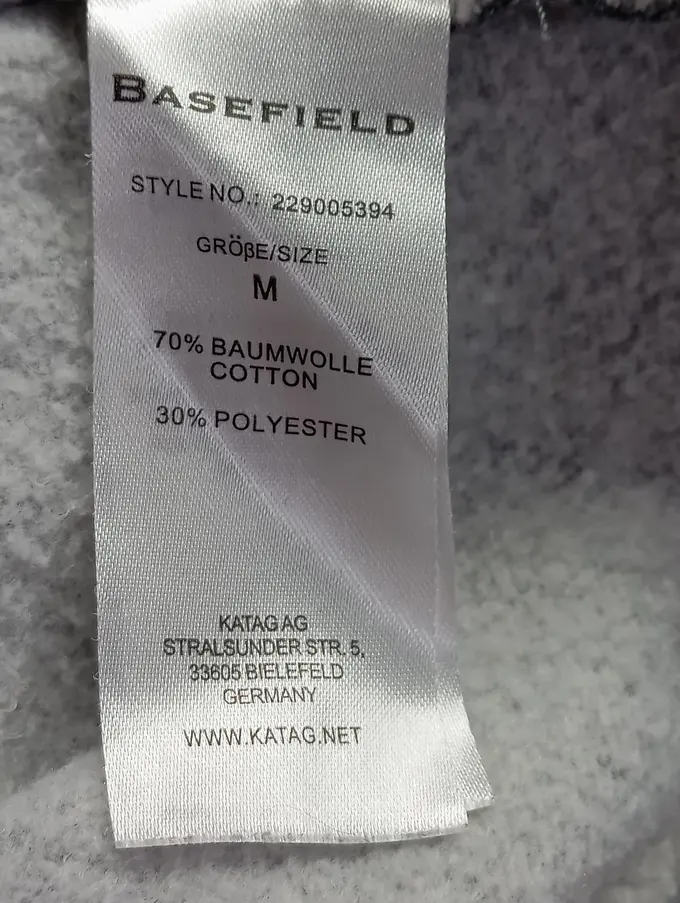 BASEFIELD
STYLE NO.: 229005394
GRÖβE/SIZE
M
70% BAUMWOLLE
COTTON
30% POLYESTER
KATAG AG
STRALSUNDER STR. 5,
33605 BIELEFELD
GERMANY
WWW.KATAG.NET